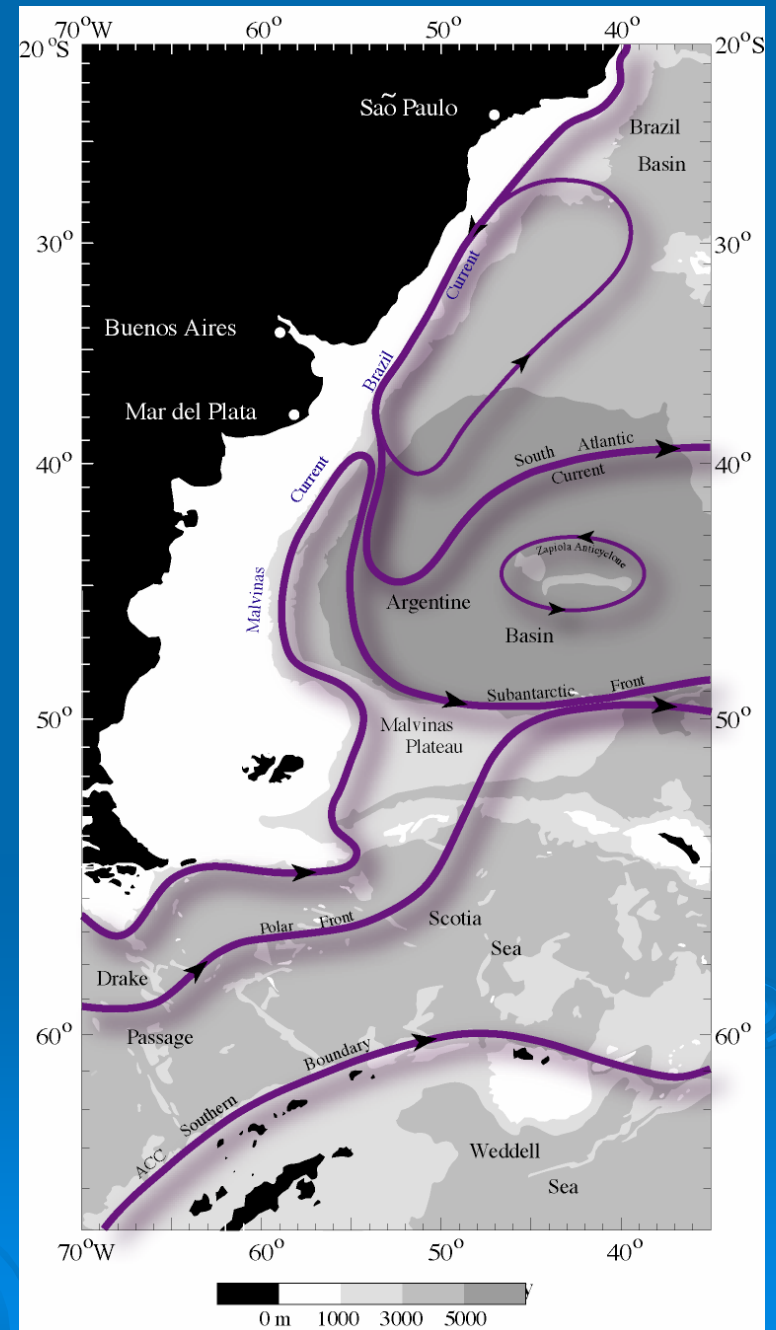 70°W 60° 50° 40°
20°S 20°S
São Paulo
Brazil
Basin
30° 30°
Current
Buenos Aires
Brazil
Mar del Plata
South Atlantic
Current
40° Current 40°
Zapiola Anticyclone
Malvinas
Argentine
Basin
Subantarctic Front
50° Malvinas 50°
Plateau
Polar Front
Scotia
Sea
Drake
Passage
60° 60°
ACC Southern Boundary
Weddell
Sea
70°W 60° 50° 40°
y
0 m 1000 3000 5000